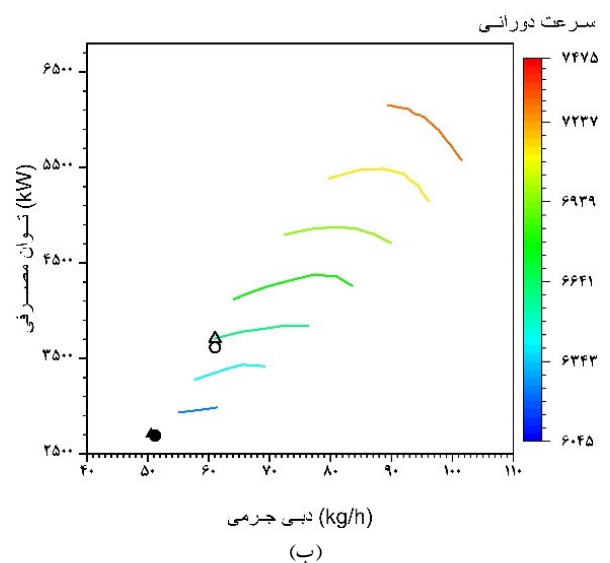 سرعت دورانی
۷۴۷۵
۷۲۳۷
۶۹۳۹
۶۶۴۱
۶۳۴۳
۶۰۴۵
توان مصرفی (kW)
۶۵۰۰
۵۵۰۰
۴۵۰۰
۳۵۰۰
۲۵۰۰
۴۰ ۵۰ ۶۰ ۷۰ ۸۰ ۹۰ ۱۰۰ ۱۱۰
دبی جرمی (kg/h)
(ب)